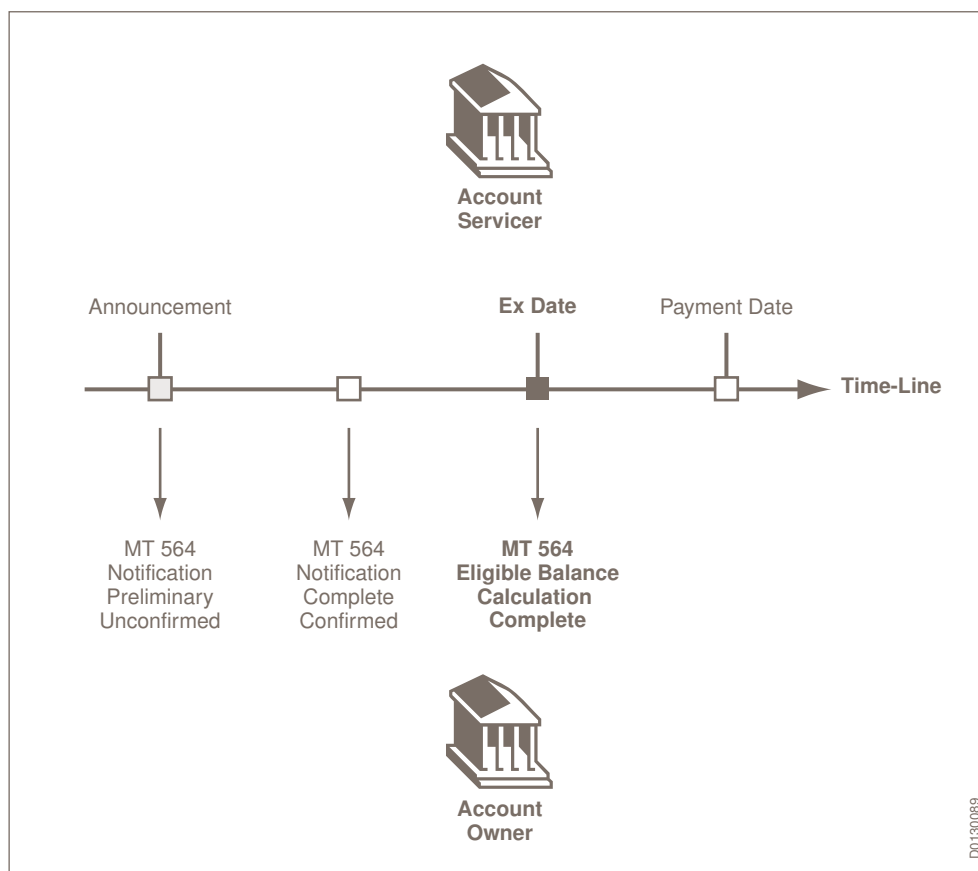 Account
Servicer
Announcement
Ex Date
Payment Date
Time-Line
MT 564
Notification
Preliminary
Unconfirmed
MT 564
Notification
Complete
Confirmed
MT 564
Eligible Balance
Calculation
Complete
Account
Owner
D0130089